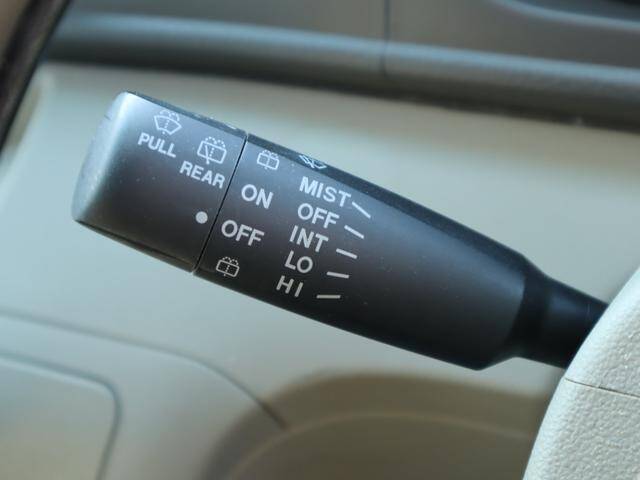 PULL
REAR
ON
OFF
MIST
OFF
INT
LO
HI